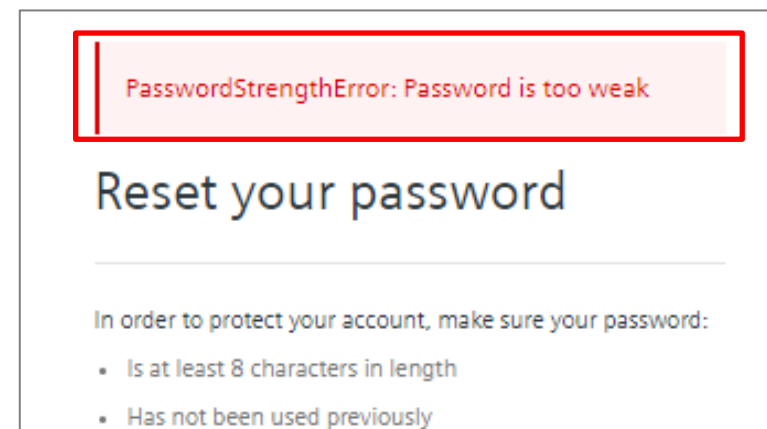 PasswordStrengthError: Password is too weak
Reset your password
In order to protect your account, make sure your password:
• Is at least 8 characters in length
• Has not been used previously